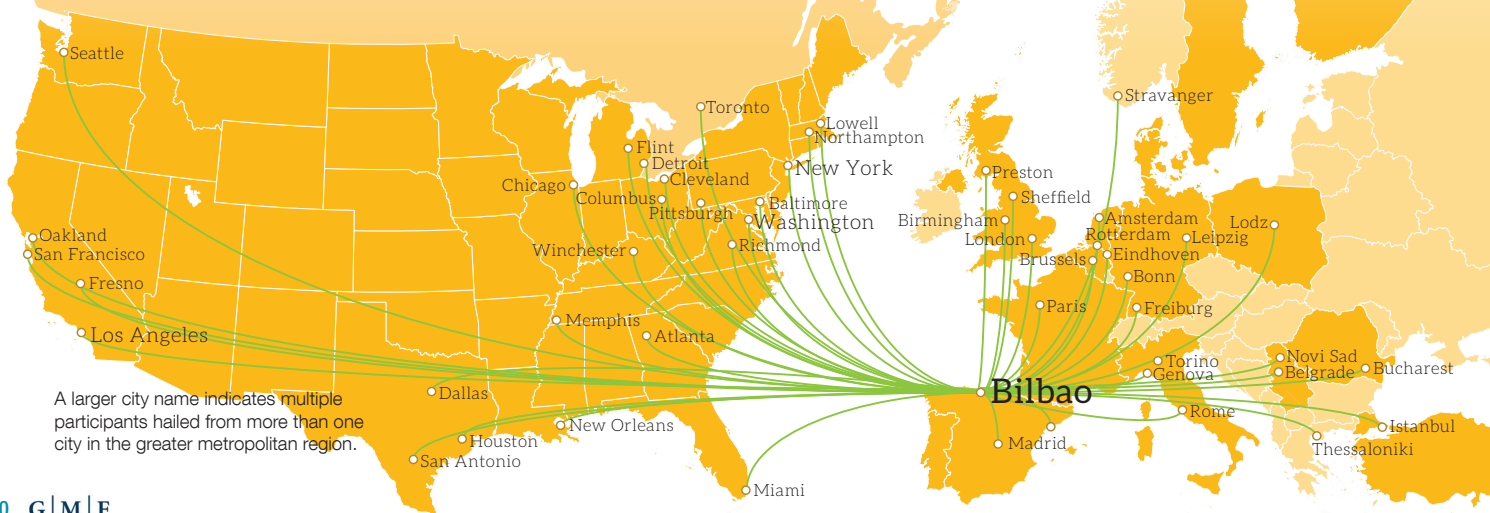 Seattle
Toronto
Stravanger
Lowell
Northampton
Flint
Detroit
New York
Cleveland
Chicago
Columbus
Pittsburgh
Baltimore
Washington
Richmond
Winchester
Preston
Sheffield
Birmingham
London
Amsterdam
Rotterdam
Brussels
Eindhoven
Leipzig
Lodz
Bonn
Paris
Freiburg
Oakland
San Francisco
Fresno
Los Angeles
Memphis
Atlanta
Torino
Genova
Novi Sad
Belgrade
Bucharest
Dallas
Bilbao
A larger city name indicates multiple
participants hailed from more than one
city in the greater metropolitan region.
Rome
Istanbul
New Orleans
Houston
Madrid
Thessaloniki
San Antonio
Miami
G|M|F